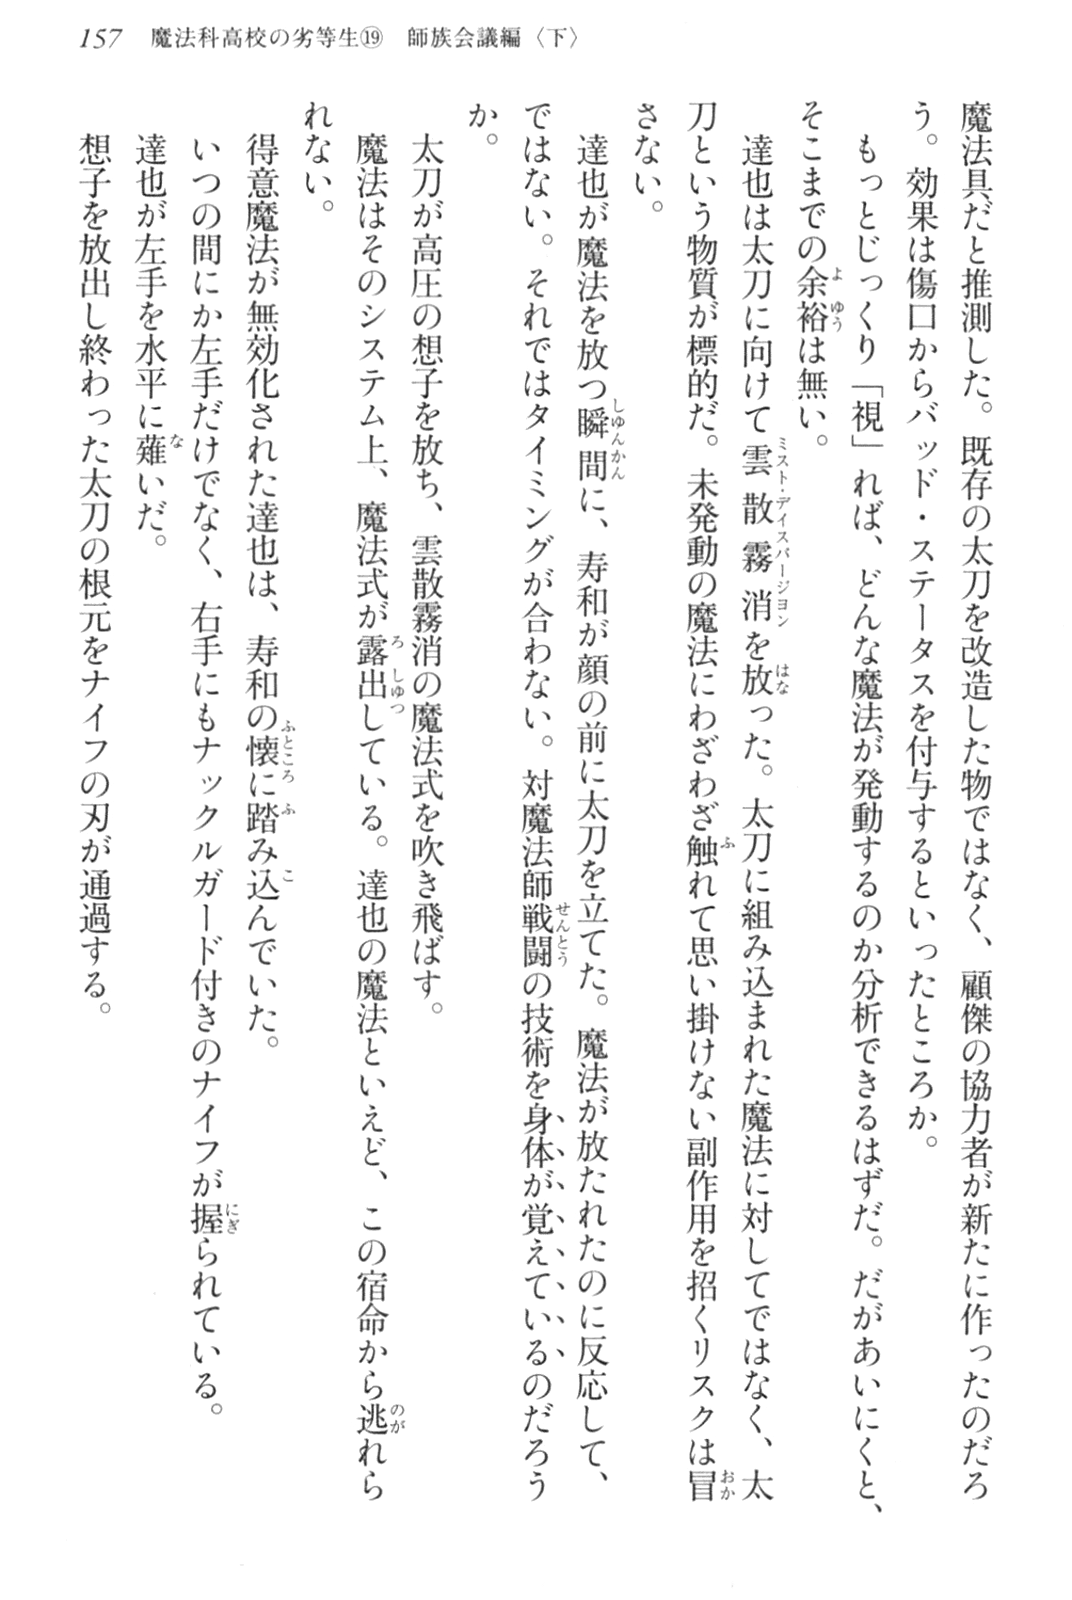 157　魔法科高校の劣等生⑲　師族会議編〈下〉
魔法具だと推測した。既存の太刀を改造した物ではなく、顧傑の協力者が新たに作ったのだろ
う。効果は傷口からバッド・ステータスを付与するといったところか。
　もっとじっくり「視」れば、どんな魔法が発動するのか分析できるはずだ。だがあいにくと、
そこまでの余裕は無い。
　達也は太刀に向けて雲散霧消を放った。太刀に組み込まれた魔法に対してではなく、太
刀という物質が標的だ。未発動の魔法にわざわざ触れて思い掛けない副作用を招くリスクは冒
さない。
　達也が魔法を放つ瞬間に、寿和が顔の前に太刀を立てた。魔法が放たれたのに反応して、
ではない。それではタイミングが合わない。対魔法師戦闘の技術を身体が覚えているのだろう
か。
　太刀が高圧の想子を放ち、雲散霧消の魔法式を吹き飛ばす。
　魔法はそのシステム上、魔法式が露出している。達也の魔法といえど、この宿命から逃れら
れない。
　得意魔法が無効化された達也は、寿和の懐に踏み込んでいた。
　いつの間にか左手だけでなく、右手にもナックルガード付きのナイフが握られている。
　達也が左手を水平に薙いだ。
　想子を放出し終わった太刀の根元をナイフの刃が通過する。